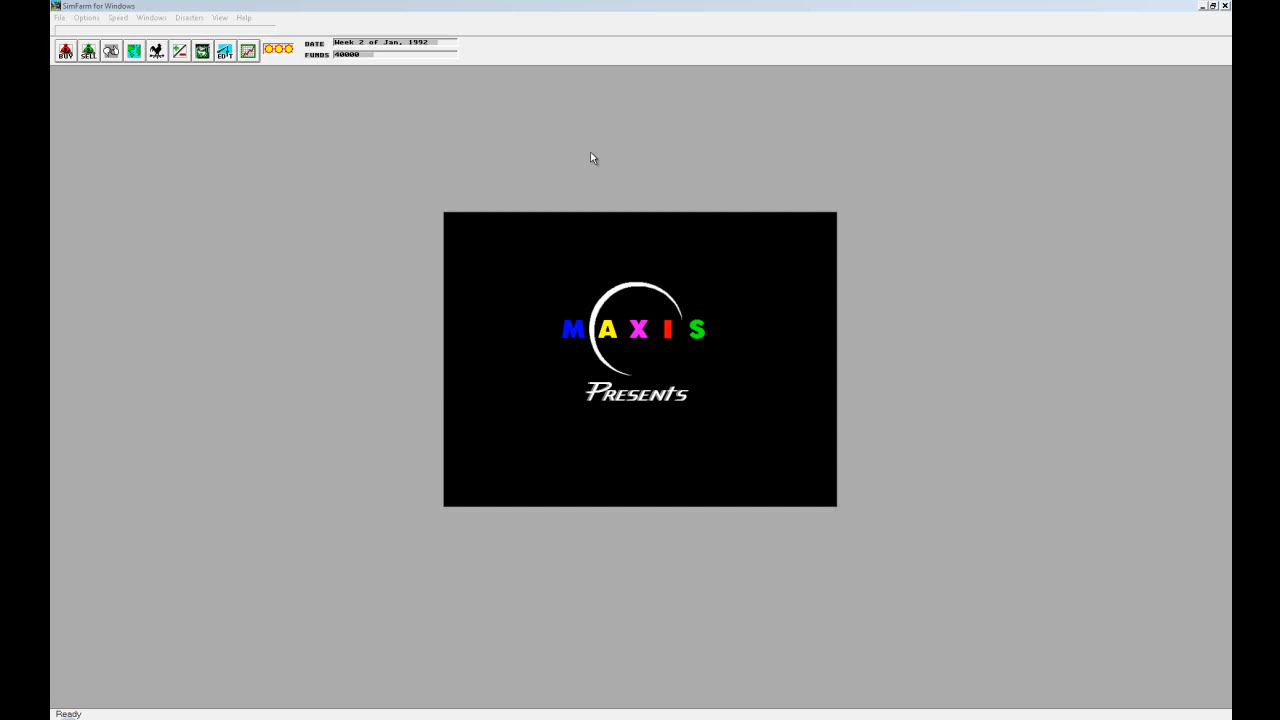 SimFarm for Windows
File Options Speed Windows Disasters View Help
BUY SELL EDIT
DATE Week 2 of Jan, 1992
FUNDS 40000
MAXIS
PRESENTS
Ready